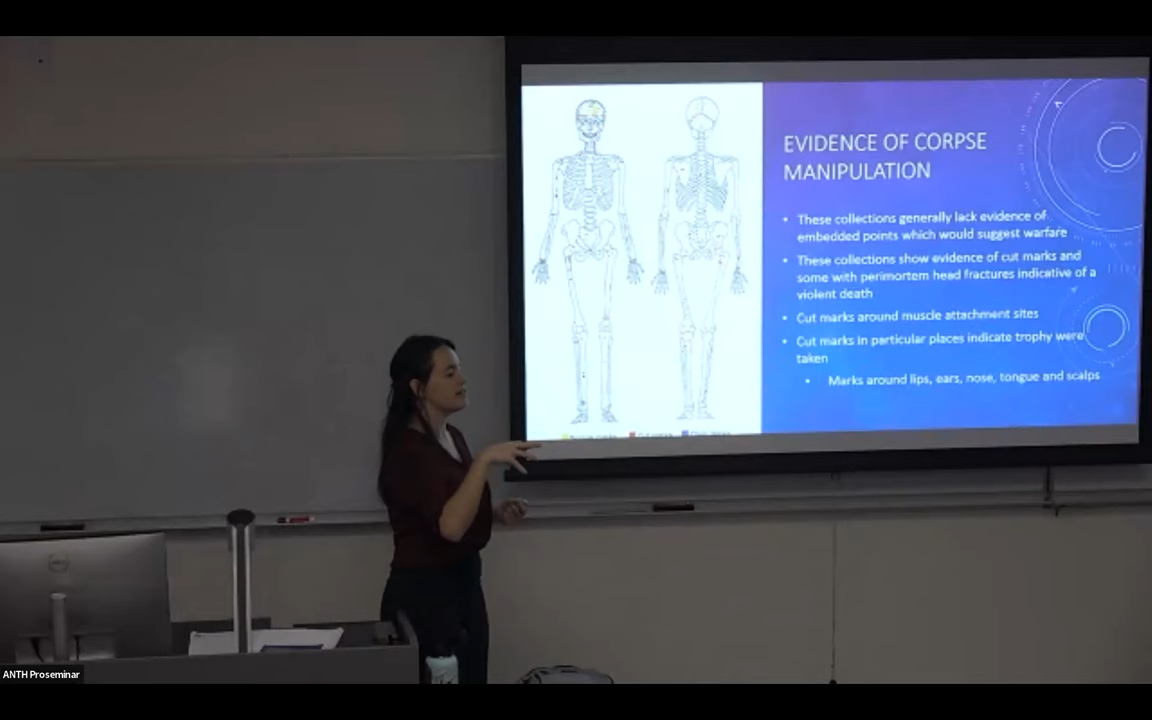 EVIDENCE OF CORPSE
MANIPULATION
• These collections generally lack evidence of
embedded points which would suggest warfare
• These collections show evidence of cut marks and
some with perimortem head fractures indicative of a
violent death
• Cut marks around muscle attachment sites
• Cut marks in particular places indicate trophy were
taken
• Marks around lips, ears, nose, tongue and scalps
ANTH Proseminar